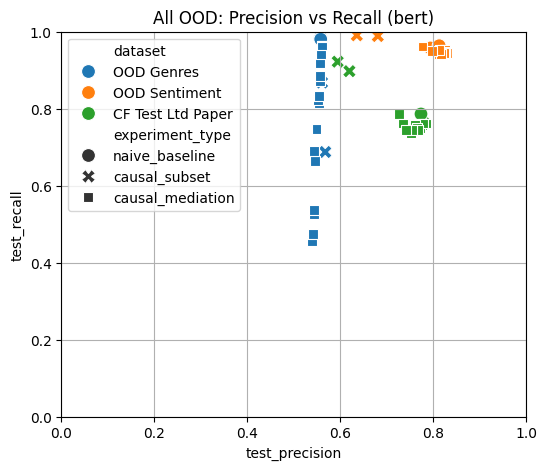 All OOD: Precision vs Recall (bert)
1.0
0.8
0.6
0.4
0.2
0.0
test_recall
dataset
OOD Genres
OOD Sentiment
CF Test Ltd Paper
experiment_type
naive_baseline
causal_subset
causal_mediation
0.0 0.2 0.4 0.6 0.8 1.0
test_precision